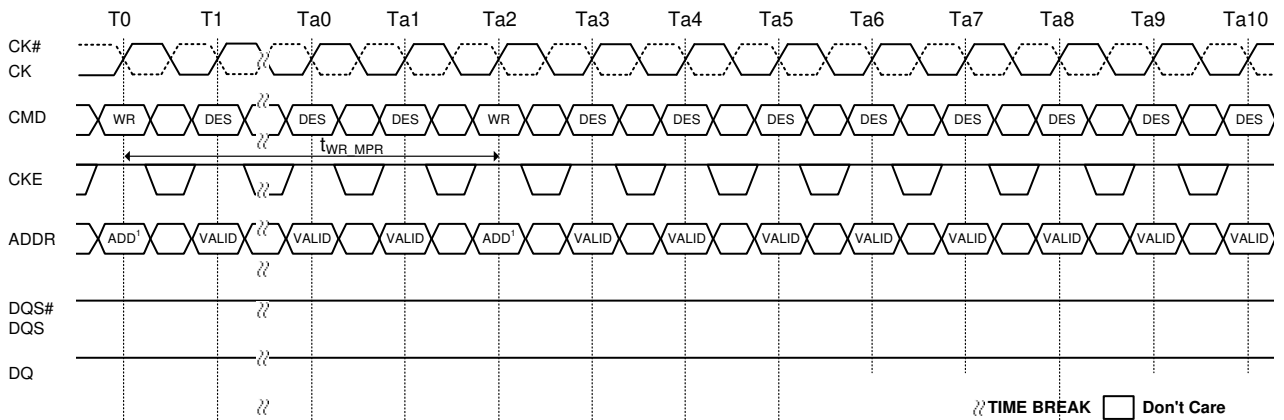 T0 T1 Ta0 Ta1 Ta2 Ta3 Ta4 Ta5 Ta6 Ta7 Ta8 Ta9 Ta10
CK#
CK
CMD WR DES DES DES WR DES DES DES DES DES DES DES DES
tWR_MPR
CKE
ADDR ADD¹ VALID VALID VALID ADD¹ VALID VALID VALID VALID VALID VALID VALID VALID
DQS#
DQS
DQ
TIME BREAK Don't Care